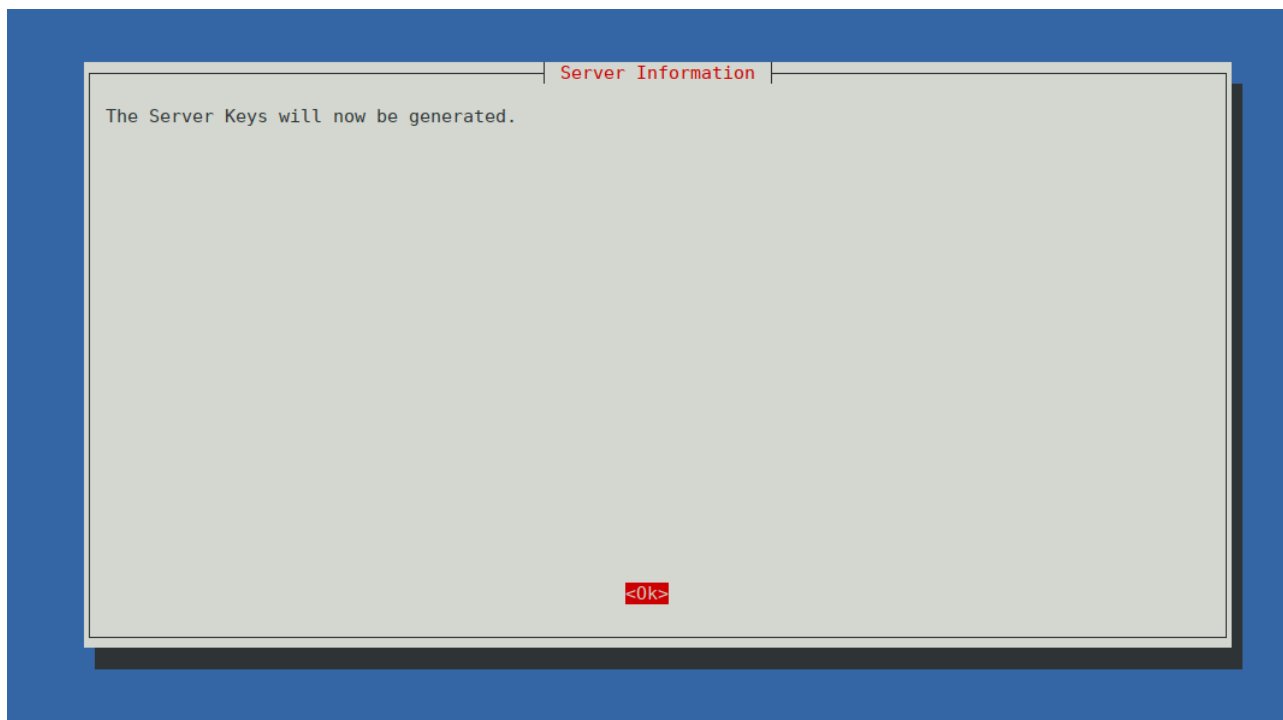 Server Information
The Server Keys will now be generated.
<Ok>